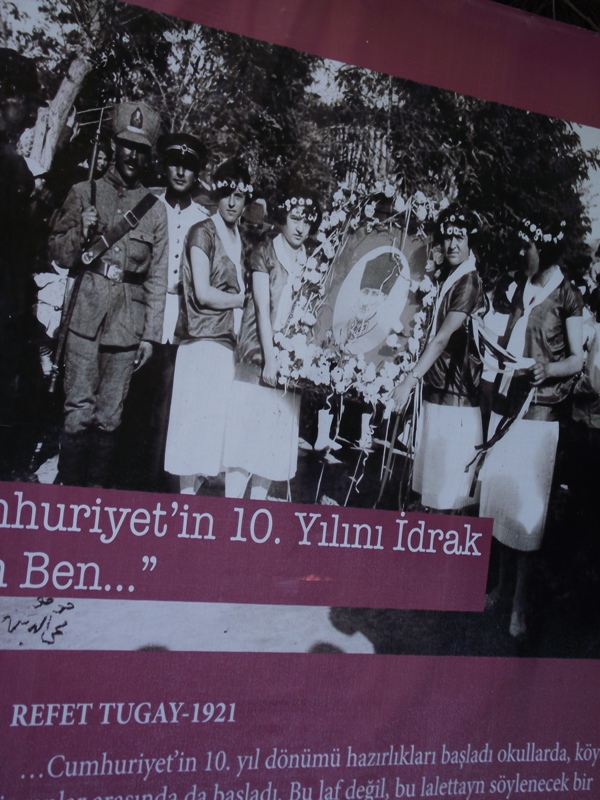 mhuriyet'in 10. Yılını İdrak
n Ben..."
REFET TUGAY-1921
...Cumhuriyet'in 10. yıl dönümü hazırlıkları başladı okullarda, köy
arasında da başladı. Bu laf değil, bu lalettayn söylenecek bir